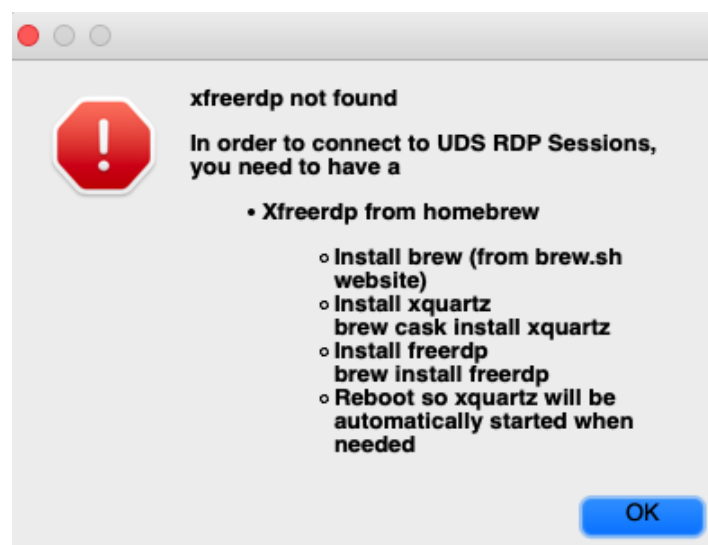 xfreerdp not found
In order to connect to UDS RDP Sessions,
you need to have a
• Xfreerdp from homebrew
◦ Install brew (from brew.sh
website)
◦ Install xquartz
brew cask install xquartz
◦ Install freerdp
brew install freerdp
◦ Reboot so xquartz will be
automatically started when
needed
OK